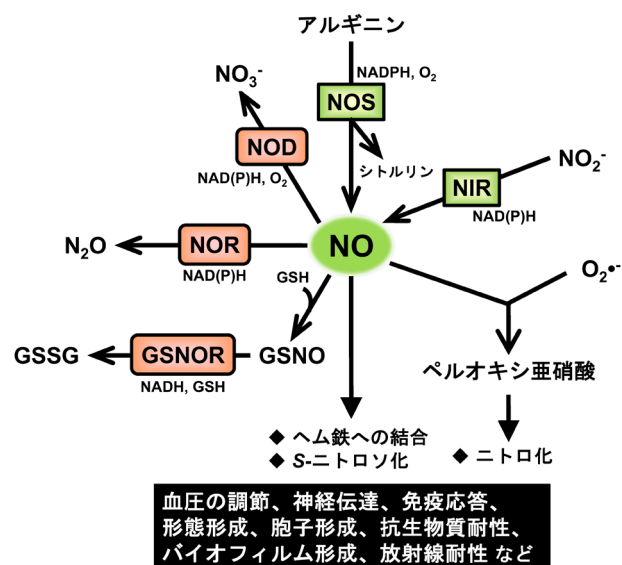 アルギニン
NADPH, O₂
NOS
シトルリン
NO₃⁻
NOD
NAD(P)H, O₂
NO₂⁻
NIR
NAD(P)H
N₂O
NOR
NAD(P)H
NO
O₂•⁻
GSH
GSSG
GSNOR
NADH, GSH
GSNO
ペルオキシ亜硝酸
◆ ヘム鉄への結合
◆ S-ニトロソ化
◆ ニトロ化
血圧の調節、神経伝達、免疫応答、
形態形成、胞子形成、抗生物質耐性、
バイオフィルム形成、放射線耐性 など